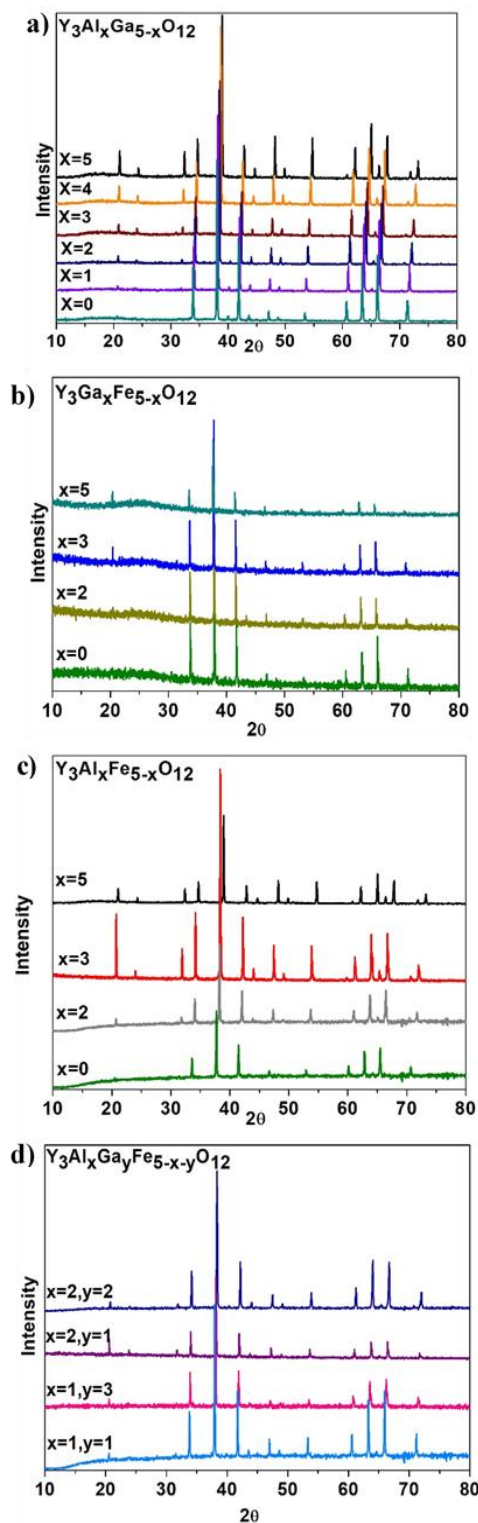 a)
Y₃AlₓGa₅₋ₓO₁₂
Intensity
X=5
X=4
X=3
X=2
X=1
X=0
10 20 30 40 50 60 70 80
2θ
b)
Y₃GaₓFe₅₋ₓO₁₂
Intensity
x=5
x=3
x=2
x=0
10 20 30 40 50 60 70 80
2θ
c)
Y₃AlₓFe₅₋ₓO₁₂
Intensity
x=5
x=3
x=2
x=0
10 20 30 40 50 60 70 80
2θ
d)
Y₃AlₓGaᵧFe₅₋ₓ₋ᵧO₁₂
Intensity
x=2,y=2
x=2,y=1
x=1,y=3
x=1,y=1
10 20 30 40 50 60 70 80
2θ